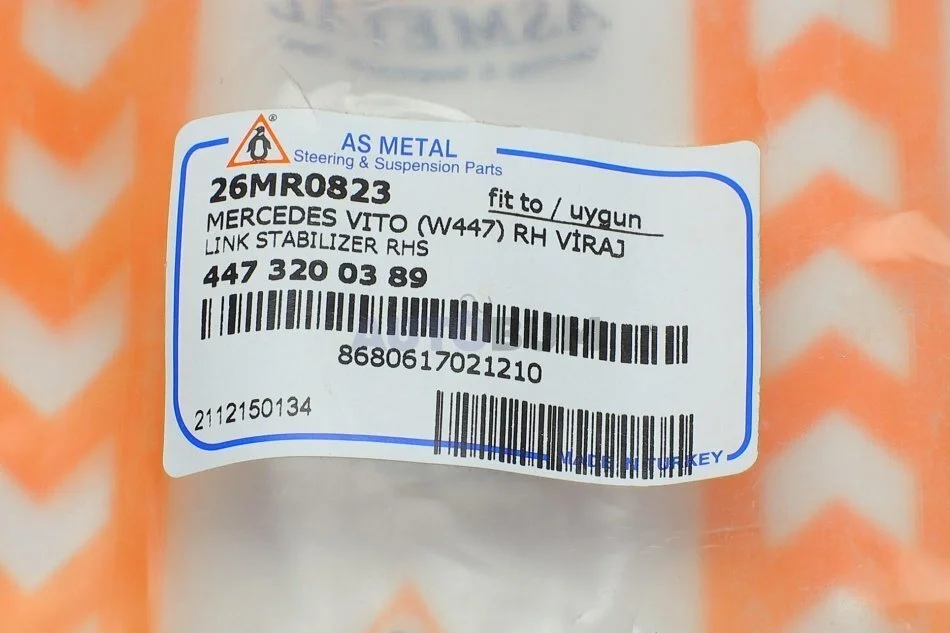 ASMETAL
®
AS METAL
Steering & Suspension Parts
26MR0823
fit to / uygun
MERCEDES VITO (W447) RH VİRAJ
LINK STABILIZER RHS
447 320 03 89
8680617021210
2112150134
MADE IN TURKEY